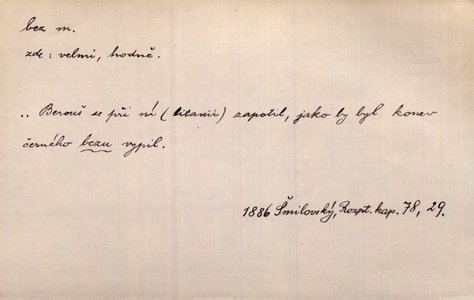 bez m.
zde: velmi, hodně.
„Berouš se při ní (litanii) zapotil, jako by byl konev
černého bezu vypil.
1886 Šmilovský, Rozpt. kap. 78, 29.